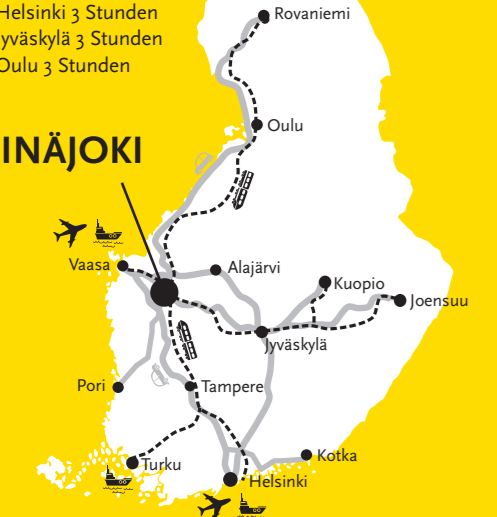 Helsinki 3 Stunden
yväskylä 3 Stunden
Oulu 3 Stunden
Rovaniemi
Oulu
INÄJOKI
Vaasa
Alajärvi
Kuopio
Joensuu
Jyväskylä
Pori
Tampere
Turku
Kotka
Helsinki